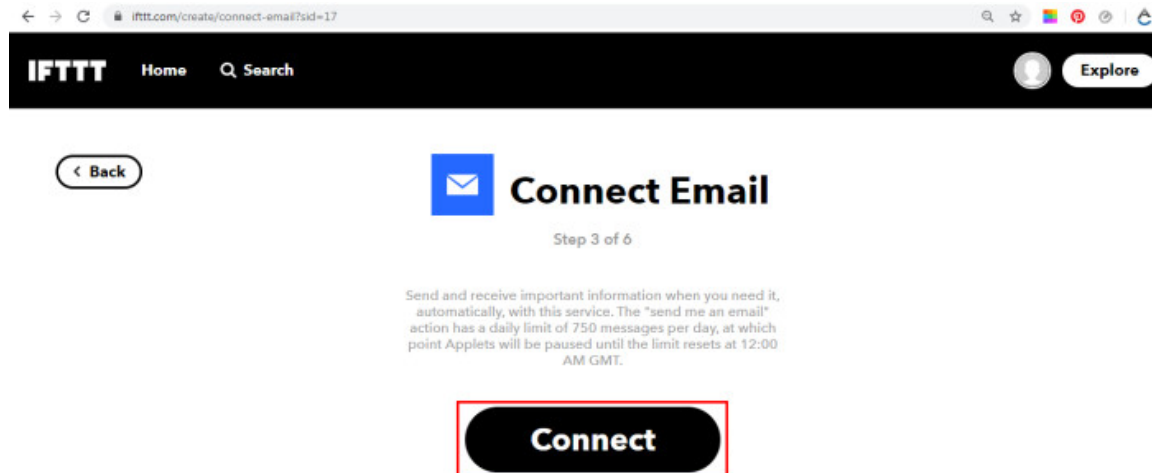 ifttt.com/create/connect-email?sid=17
IFTTT Home Search Explore
< Back
Connect Email
Step 3 of 6
Send and receive important information when you need it,
automatically, with this service. The "send me an email"
action has a daily limit of 750 messages per day, at which
point Applets will be paused until the limit resets at 12:00
AM GMT.
Connect